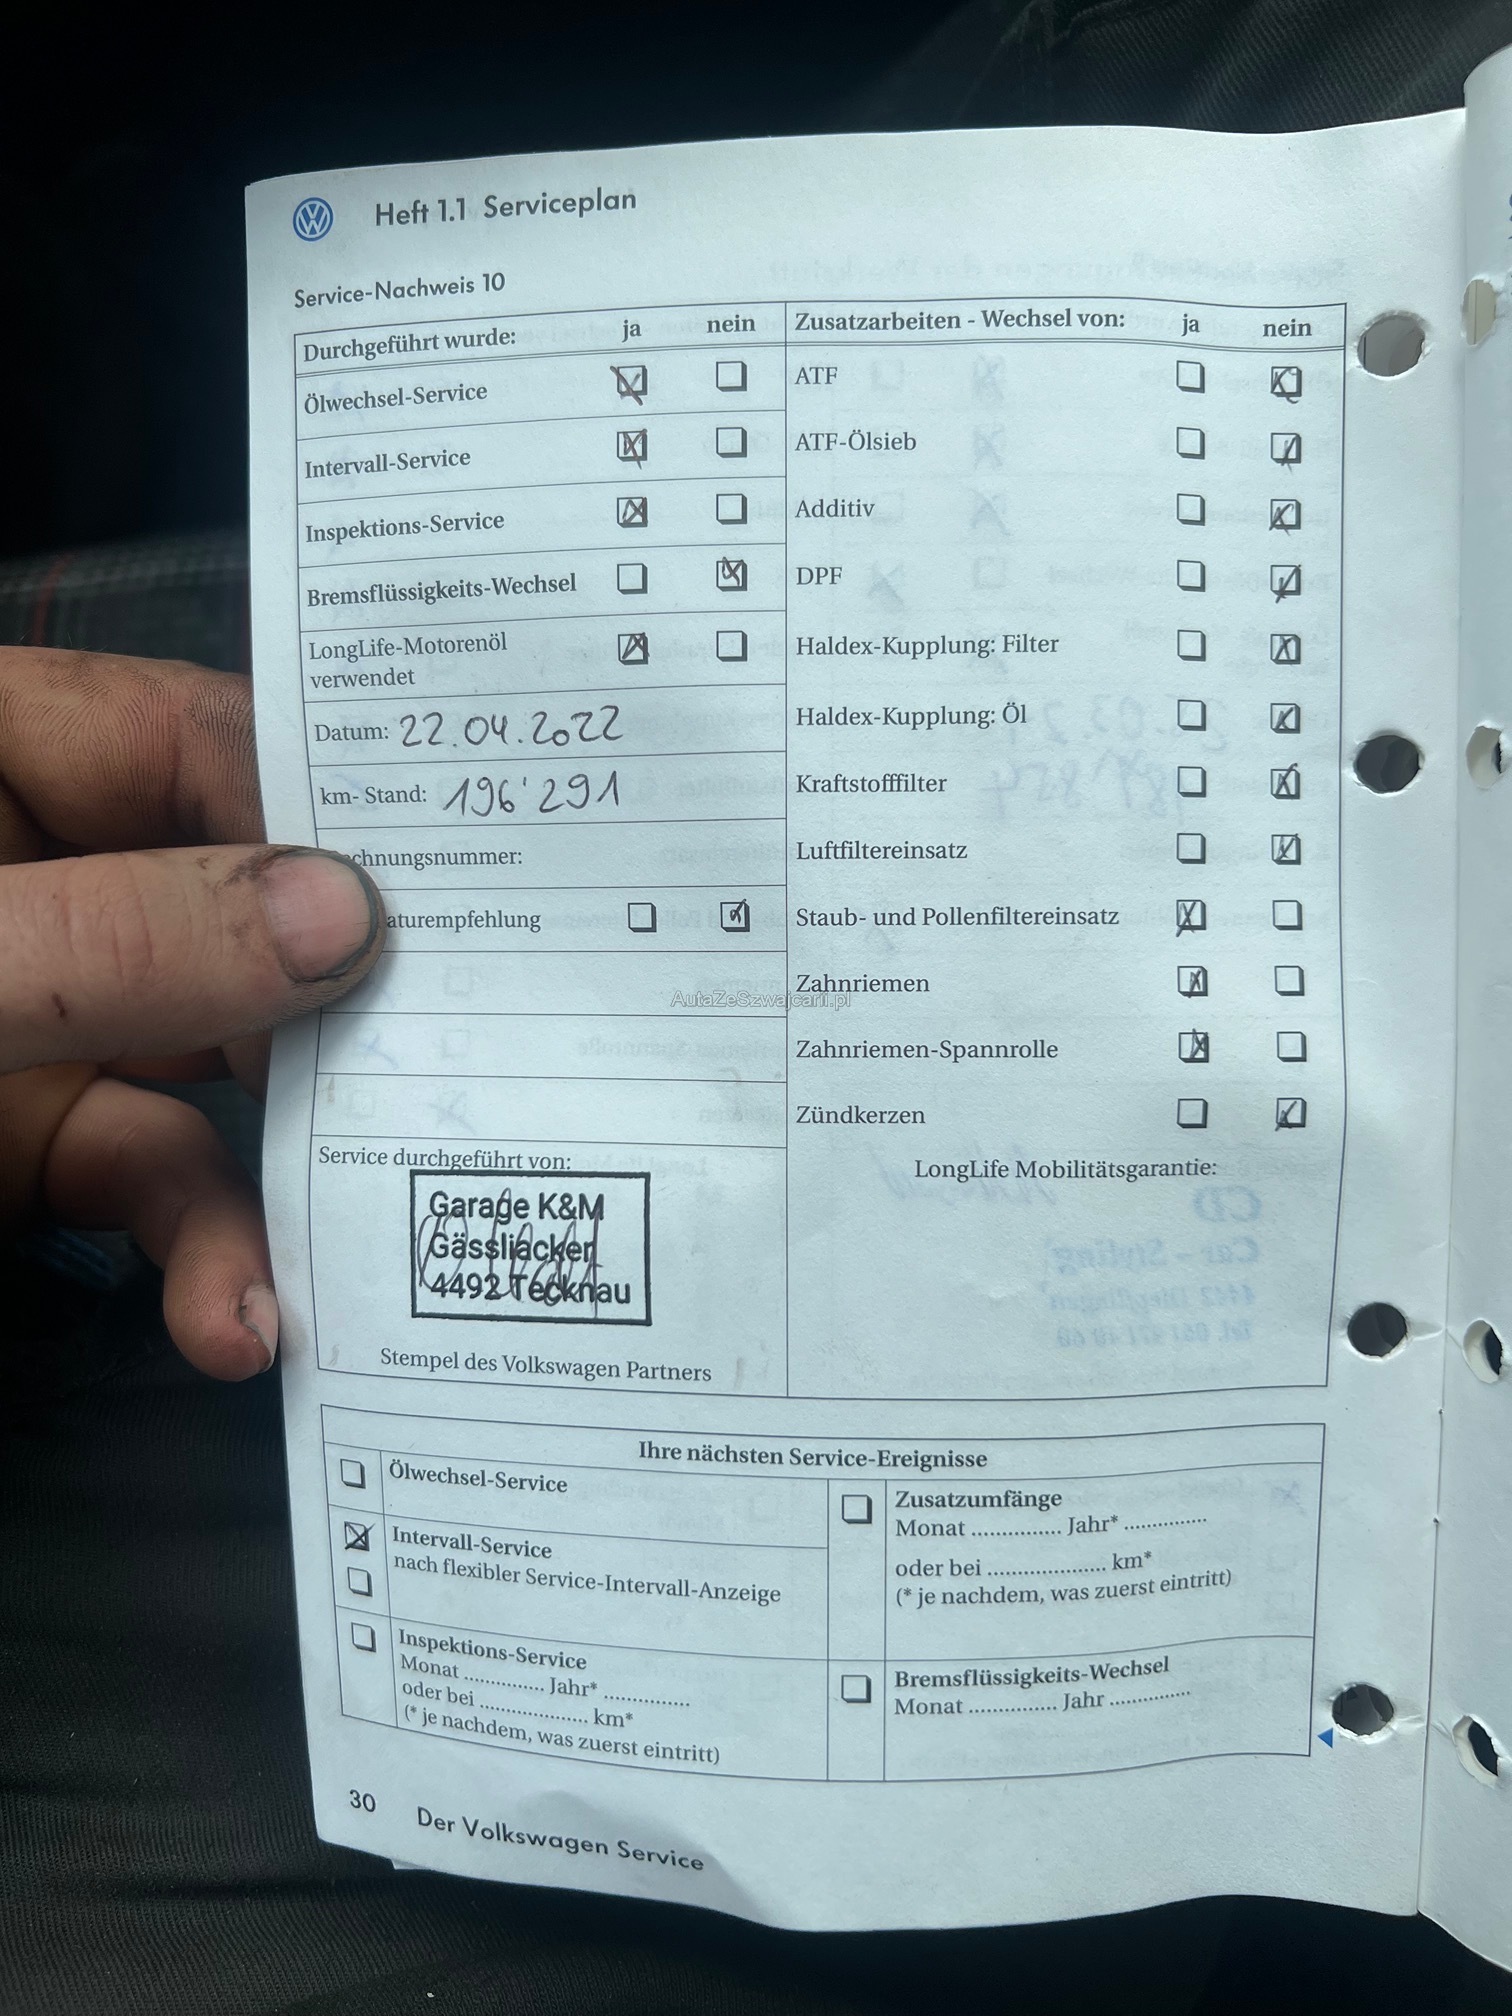 Heft 1.1 Serviceplan
Service-Nachweis 10
Durchgeführt wurde: ja nein
Ölwechsel-Service
Intervall-Service
Inspektions-Service
Bremsflüssigkeits-Wechsel
LongLife-Motorenöl
verwendet
Datum: 22.04.2022
km- Stand: 196'291
chnungsnummer:
aturempfehlung
Service durchgeführt von:
Garage K&M
Gässliacker
4492 Tecknau
Stempel des Volkswagen Partners
Zusatzarbeiten - Wechsel von: ja nein
ATF
ATF-Ölsieb
Additiv
DPF
Haldex-Kupplung: Filter
Haldex-Kupplung: Öl
Kraftstofffilter
Luftfiltereinsatz
Staub- und Pollenfiltereinsatz
Zahnriemen
Zahnriemen-Spannrolle
Zündkerzen
LongLife Mobilitätsgarantie:
AutaZeSzwajcarii.pl
Ihre nächsten Service-Ereignisse
Ölwechsel-Service
Intervall-Service
nach flexibler Service-Intervall-Anzeige
Inspektions-Service
Monat .............. Jahr* ...............
oder bei .................... km*
(* je nachdem, was zuerst eintritt)
Zusatzumfänge
Monat ............... Jahr* ..............
oder bei .................... km*
(* je nachdem, was zuerst eintritt)
Bremsflüssigkeits-Wechsel
Monat ............... Jahr ..............
30 Der Volkswagen Service